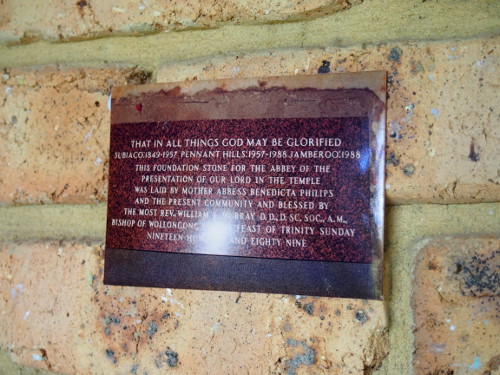 THAT IN ALL THINGS GOD MAY BE GLORIFIED
SUBIACO:1849-1957. PENNANT HILLS:1957-1988. JAMBEROO:1988
THIS FOUNDATION STONE FOR THE ABBEY OF THE
PRESENTATION OF OUR LORD IN THE TEMPLE
WAS LAID BY MOTHER ABBESS BENEDICTA PHILIPS
AND THE PRESENT COMMUNITY AND BLESSED BY
THE MOST REV. WILLIAM MURRAY D.D., D. SC. SOC., A.M.,
BISHOP OF WOLLONGONG FEAST OF TRINITY SUNDAY
NINETEEN AND EIGHTY NINE